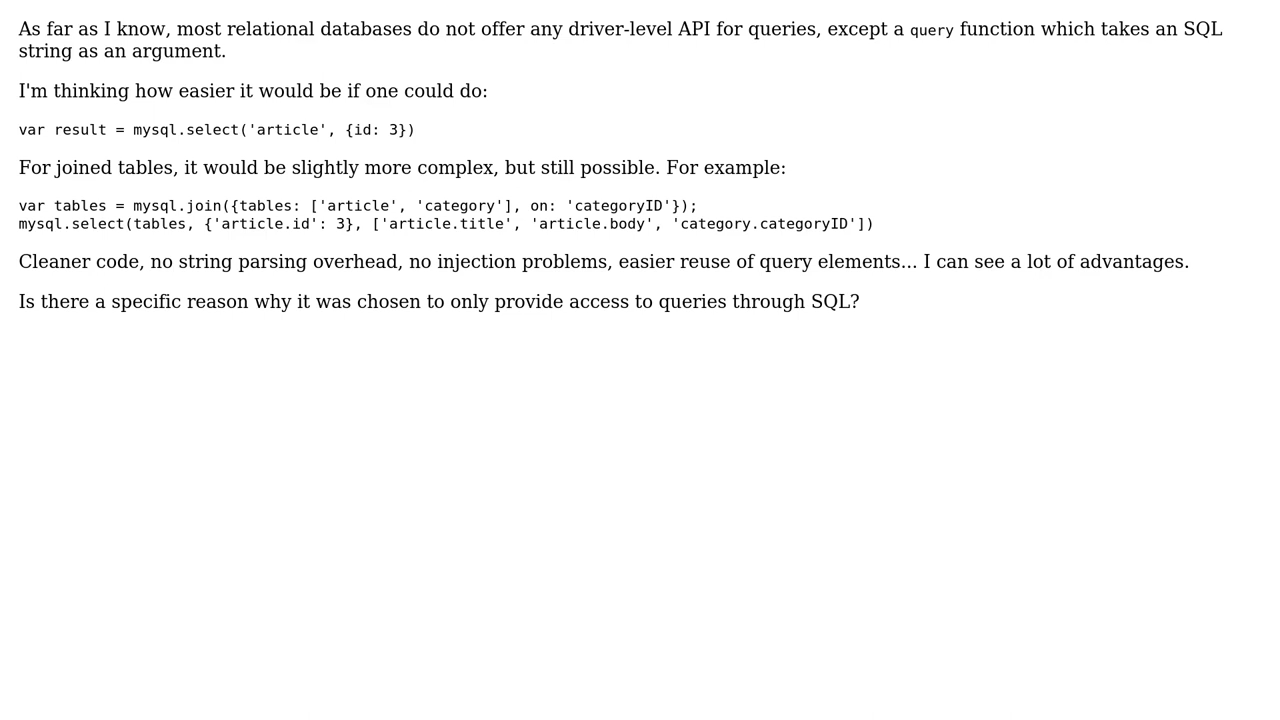 As far as I know, most relational databases do not offer any driver-level API for queries, except a query function which takes an SQL
string as an argument.
I'm thinking how easier it would be if one could do:
var result = mysql.select('article', {id: 3})
For joined tables, it would be slightly more complex, but still possible. For example:
var tables = mysql.join({tables: ['article', 'category'], on: 'categoryID'});
mysql.select(tables, {'article.id': 3}, ['article.title', 'article.body', 'category.categoryID'])
Cleaner code, no string parsing overhead, no injection problems, easier reuse of query elements... I can see a lot of advantages.
Is there a specific reason why it was chosen to only provide access to queries through SQL?